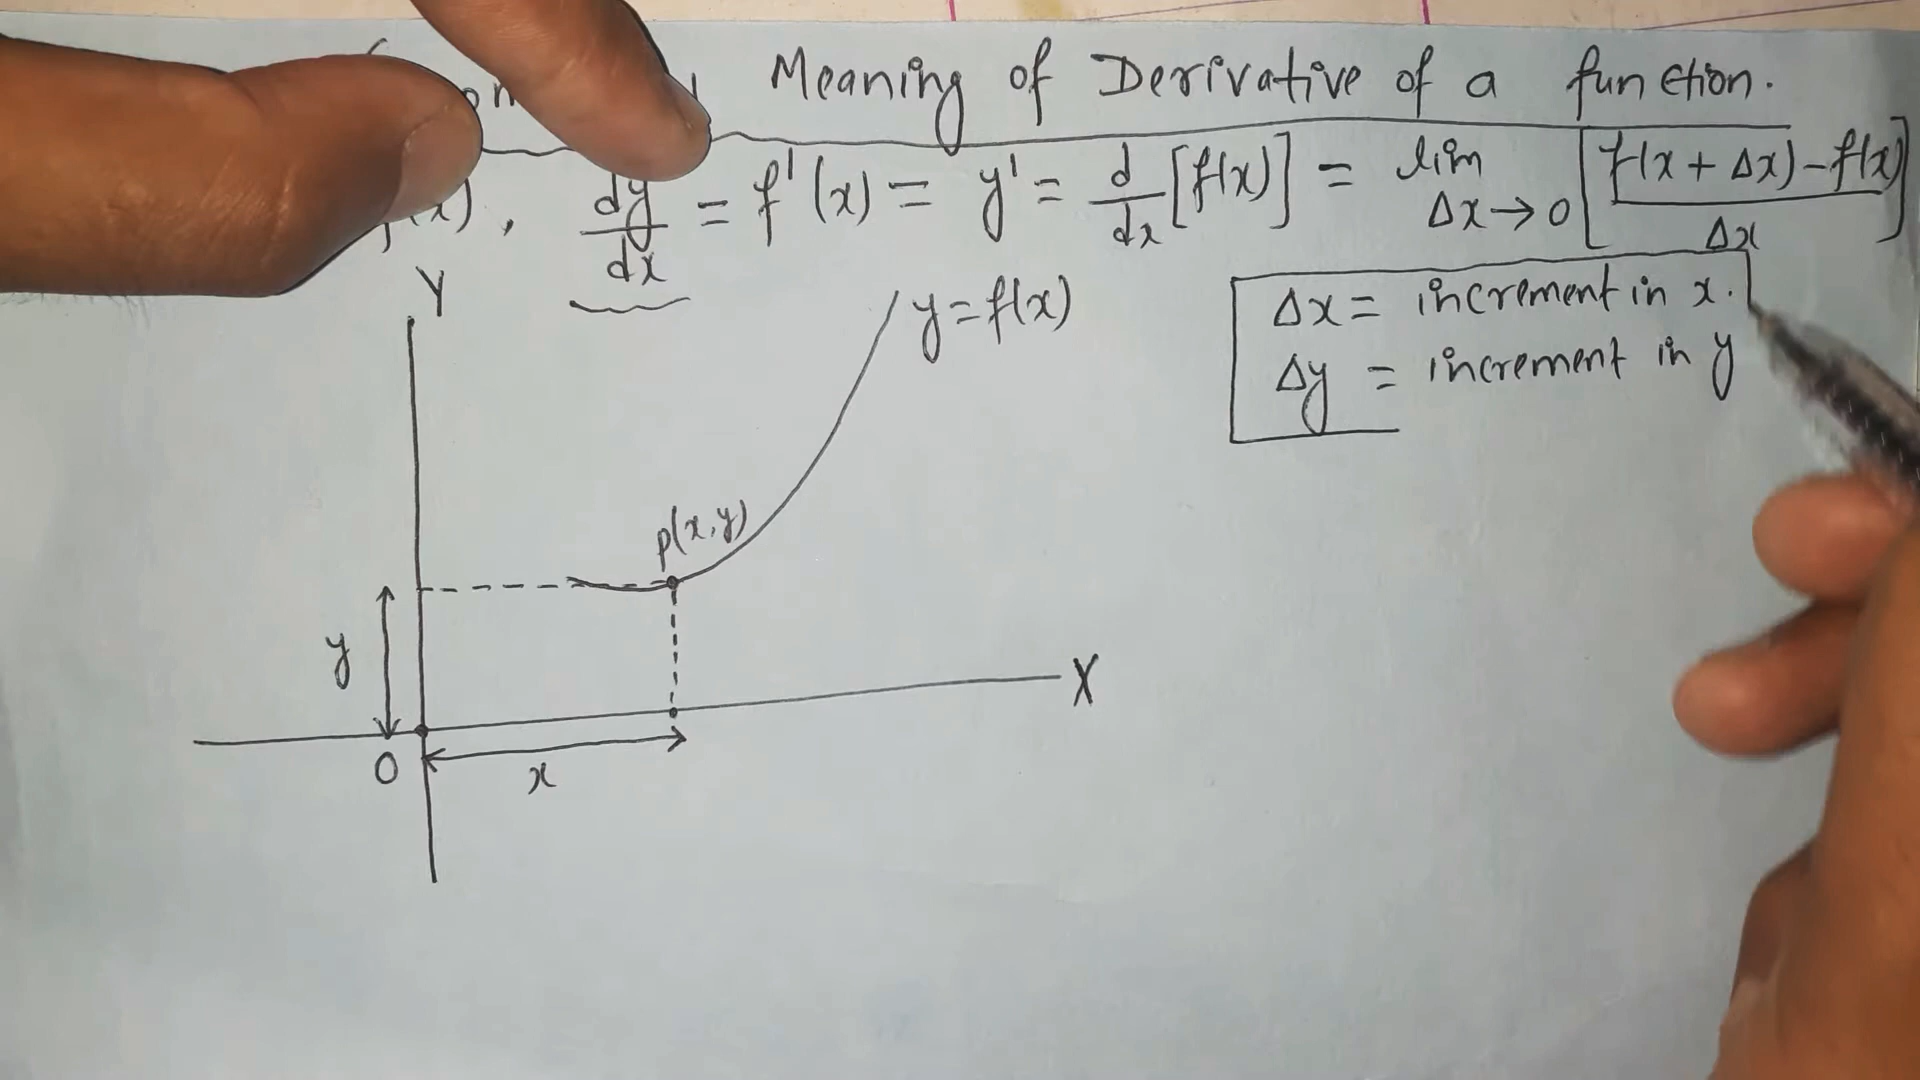 Meaning of Derivative of a function.
(x), dy/dx = f'(x) = y' = d/dx [f(x)] = lim Δx→0 [f(x + Δx) - f(x) / Δx]
Y
y = f(x)
Δx = increment in x.
Δy = increment in y
P(x,y)
y
X
O
x